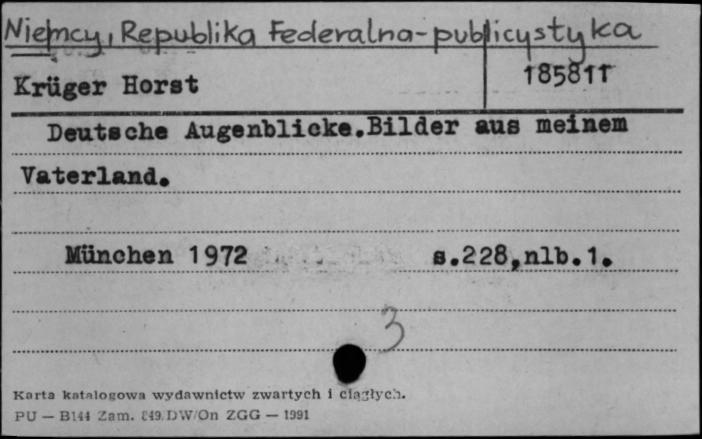 Niemcy, Republika Federalna-publicystyka
Krüger Horst 185811
Deutsche Augenblicke.Bilder aus meinem
Vaterland.
München 1972 s.228,nlb.1.
3
Karta katalogowa wydawnictw zwartych i ciągłych.
PU — B144 Zam. 849.DW/On ZGG — 1991